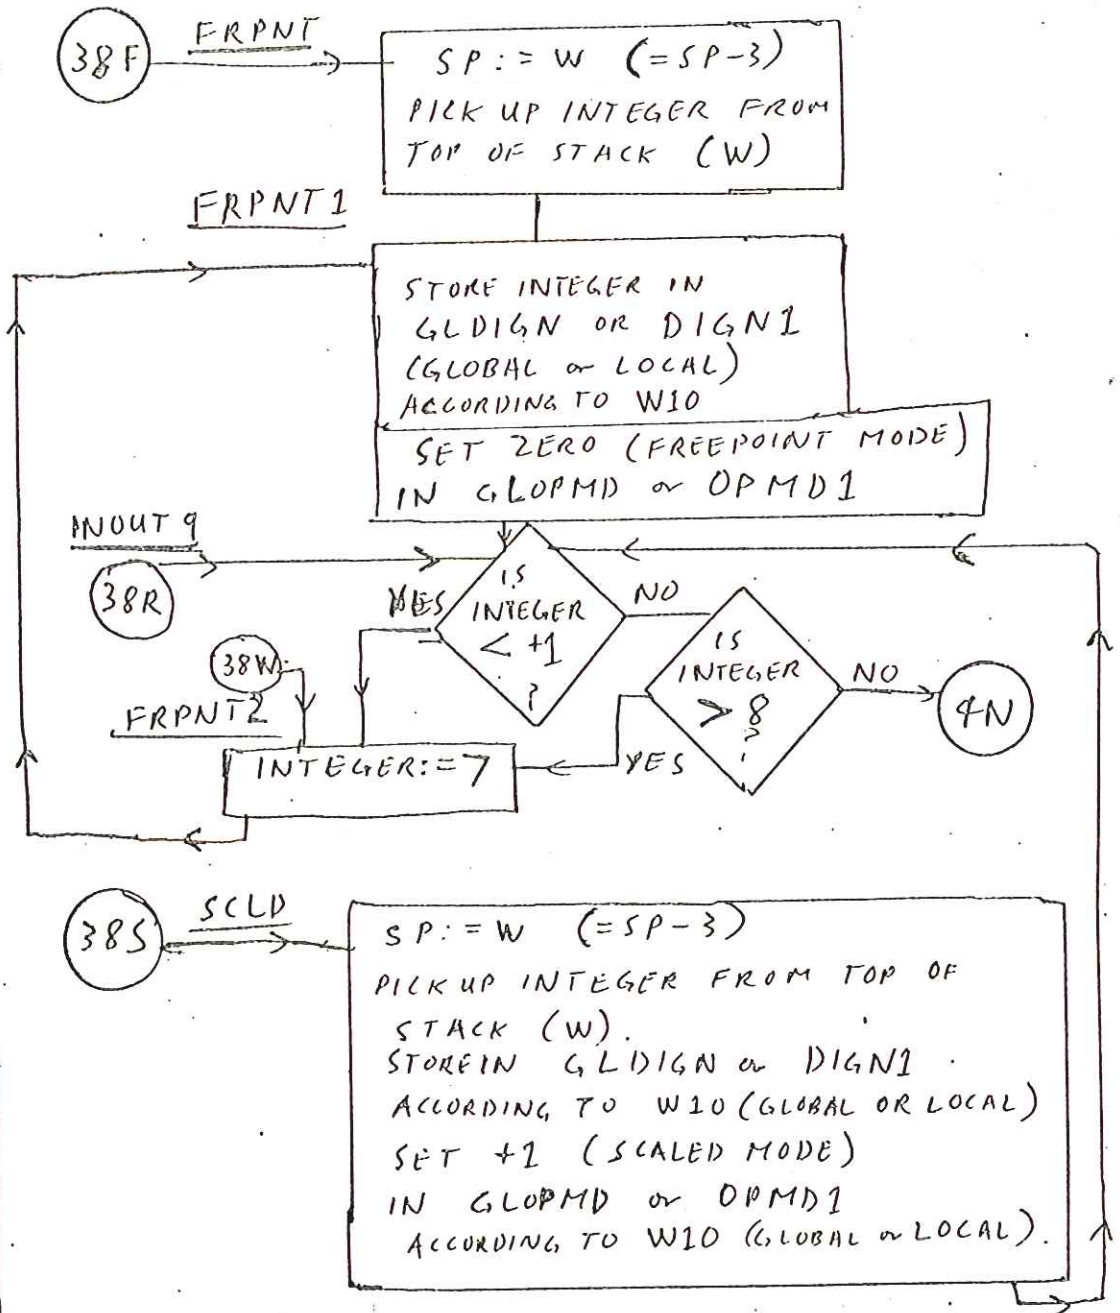 38F
FRPNT
SP:=W (=SP-3)
PICK UP INTEGER FROM
TOP OF STACK (W)
FRPNT1
STORE INTEGER IN
GLDIGN OR DIGN1
(GLOBAL or LOCAL)
ACCORDING TO W10
SET ZERO (FREEPOINT MODE)
IN GLOPMD or OPMD1
INOUT 9
38R
IS
INTEGER
< +1
?
YES
NO
38W
FRPNT2
IS
INTEGER
> 8
?
NO
4N
YES
INTEGER:=7
38S
SCLD
SP:=W (=SP-3)
PICK UP INTEGER FROM TOP OF
STACK (W).
STORE IN GLDIGN or DIGN1
ACCORDING TO W10 (GLOBAL OR LOCAL)
SET +1 (SCALED MODE)
IN GLOPMD or OPMD1
ACCORDING TO W10 (GLOBAL or LOCAL).